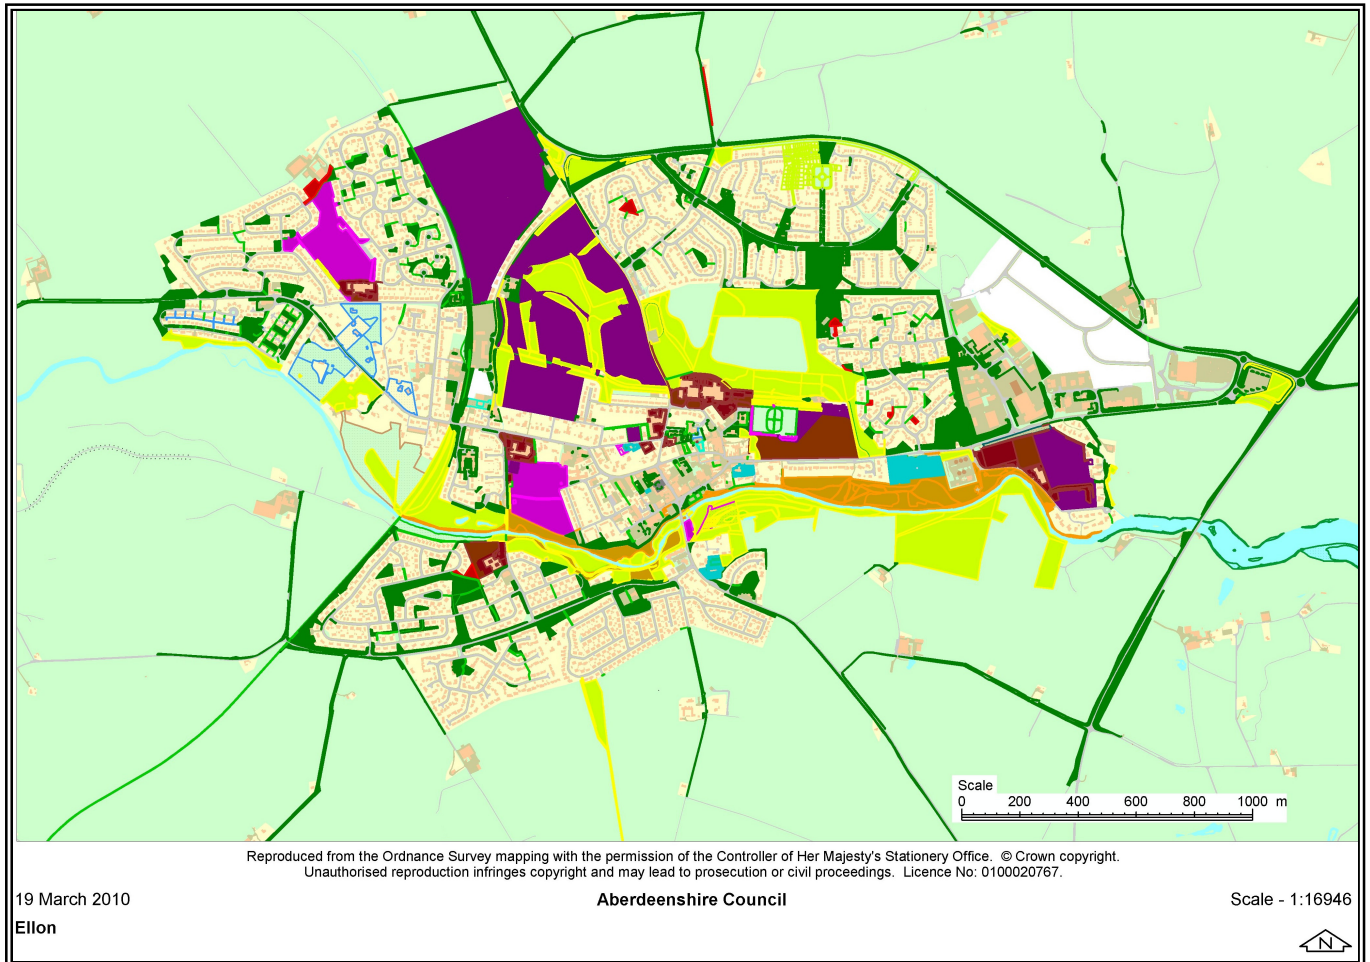 Scale
0 200 400 600 800 1000 m
Reproduced from the Ordnance Survey mapping with the permission of the Controller of Her Majesty's Stationery Office. © Crown copyright.
Unauthorised reproduction infringes copyright and may lead to prosecution or civil proceedings. Licence No: 0100020767.
19 March 2010 Aberdeenshire Council Scale - 1:16946
Ellon
N